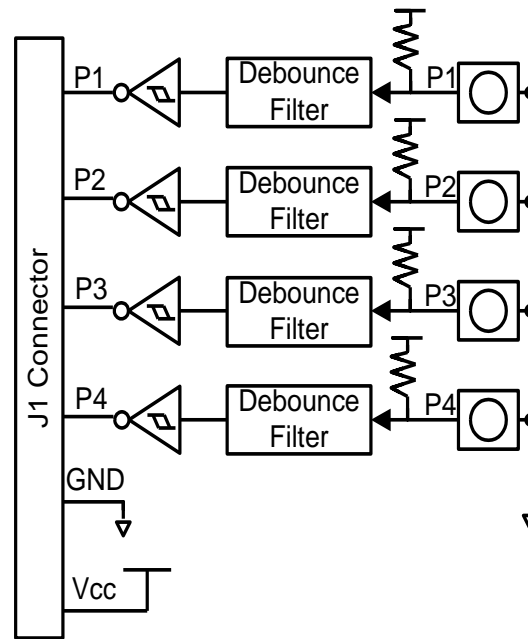 P1
Debounce
Filter
P1
P2
Debounce
Filter
P2
P3
Debounce
Filter
P3
P4
Debounce
Filter
P4
J1 Connector
GND
Vcc